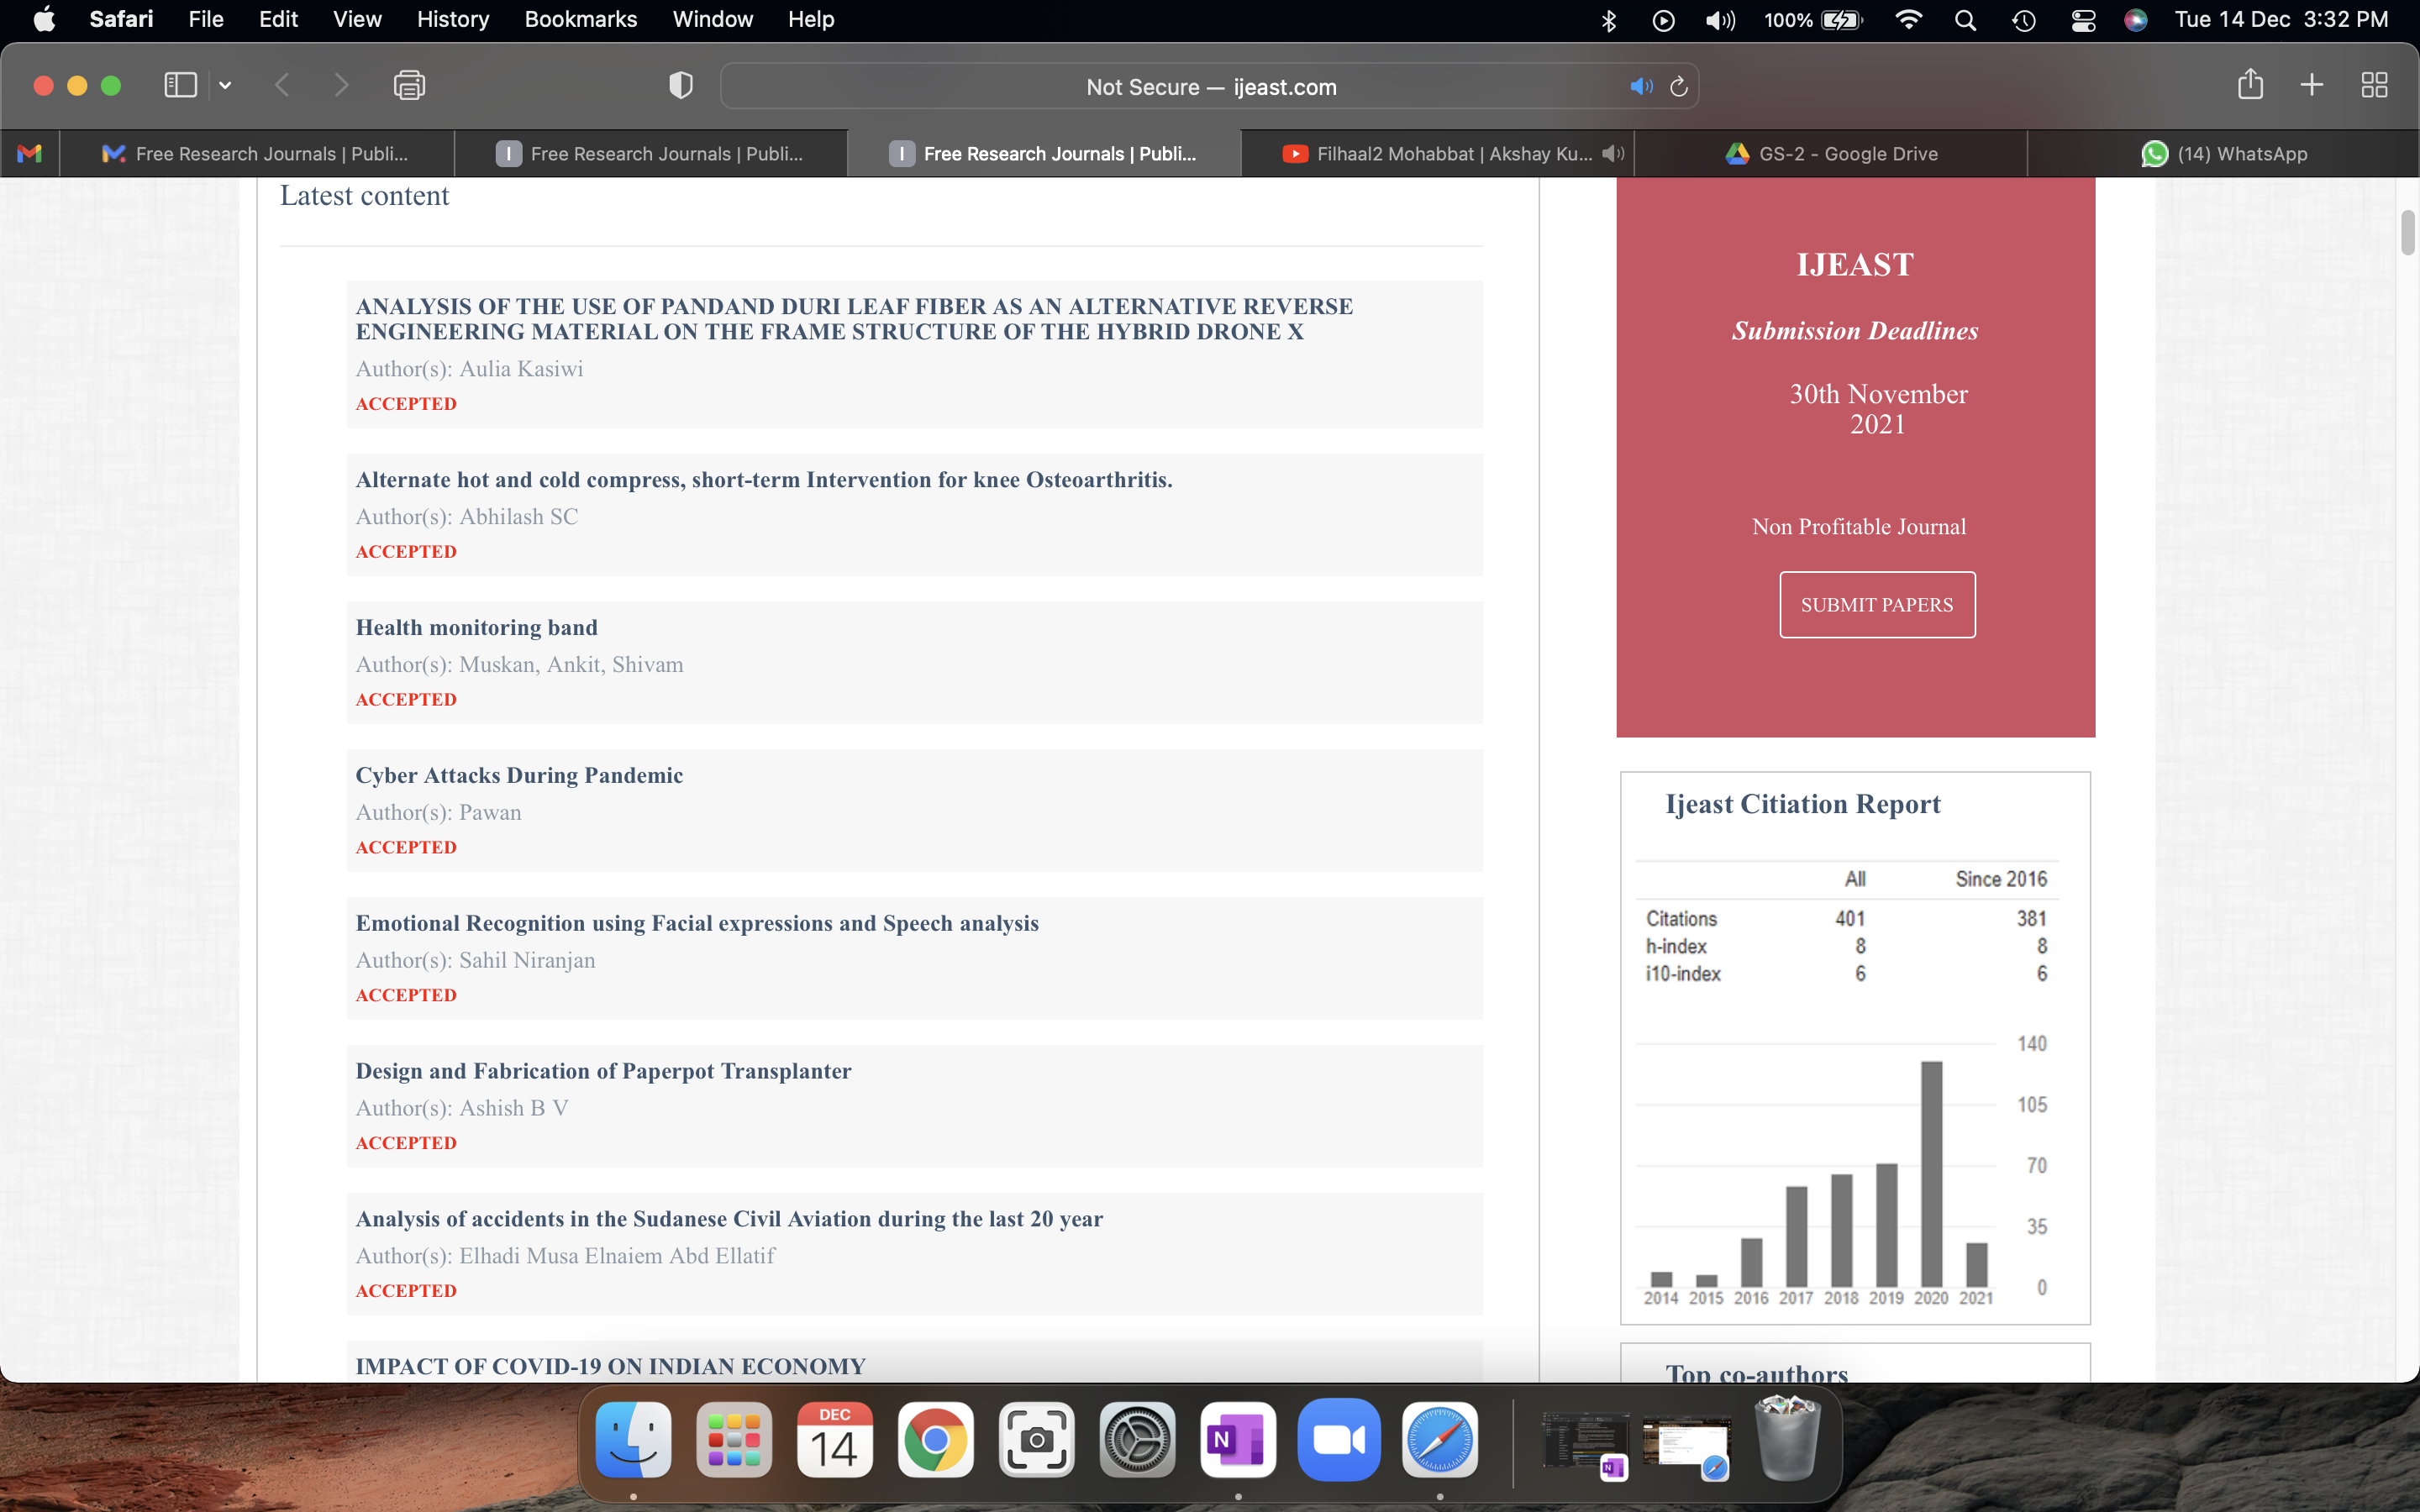 Safari File Edit View History Bookmarks Window Help 100% Tue 14 Dec 3:32 PM
Not Secure — ijeast.com
Free Research Journals | Publi... I Free Research Journals | Publi... I Free Research Journals | Publi... Filhaal2 Mohabbat | Akshay Ku... GS-2 - Google Drive (14) WhatsApp
Latest content
ANALYSIS OF THE USE OF PANDAND DURI LEAF FIBER AS AN ALTERNATIVE REVERSE
ENGINEERING MATERIAL ON THE FRAME STRUCTURE OF THE HYBRID DRONE X
Author(s): Aulia Kasiwi
ACCEPTED
Alternate hot and cold compress, short-term Intervention for knee Osteoarthritis.
Author(s): Abhilash SC
ACCEPTED
Health monitoring band
Author(s): Muskan, Ankit, Shivam
ACCEPTED
Cyber Attacks During Pandemic
Author(s): Pawan
ACCEPTED
Emotional Recognition using Facial expressions and Speech analysis
Author(s): Sahil Niranjan
ACCEPTED
Design and Fabrication of Paperpot Transplanter
Author(s): Ashish B V
ACCEPTED
Analysis of accidents in the Sudanese Civil Aviation during the last 20 year
Author(s): Elhadi Musa Elnaiem Abd Ellatif
ACCEPTED
IMPACT OF COVID-19 ON INDIAN ECONOMY
IJEAST
Submission Deadlines
30th November
2021
Non Profitable Journal
SUBMIT PAPERS
Ijeast Citiation Report
All Since 2016
Citations 401 381
h-index 8 8
i10-index 6 6
140
105
70
35
0
2014 2015 2016 2017 2018 2019 2020 2021
Top co-authors
DEC
14
N
N